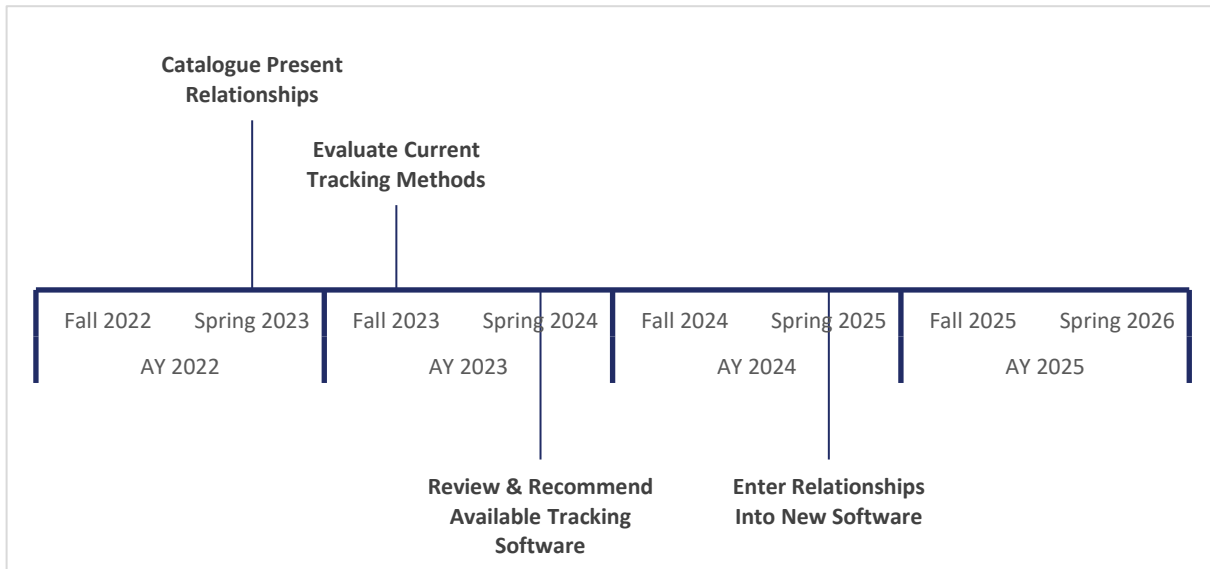 Catalogue Present
Relationships
Evaluate Current
Tracking Methods
Fall 2022 Spring 2023 Fall 2023 Spring 2024 Fall 2024 Spring 2025 Fall 2025 Spring 2026
AY 2022 AY 2023 AY 2024 AY 2025
Review & Recommend
Available Tracking
Software
Enter Relationships
Into New Software